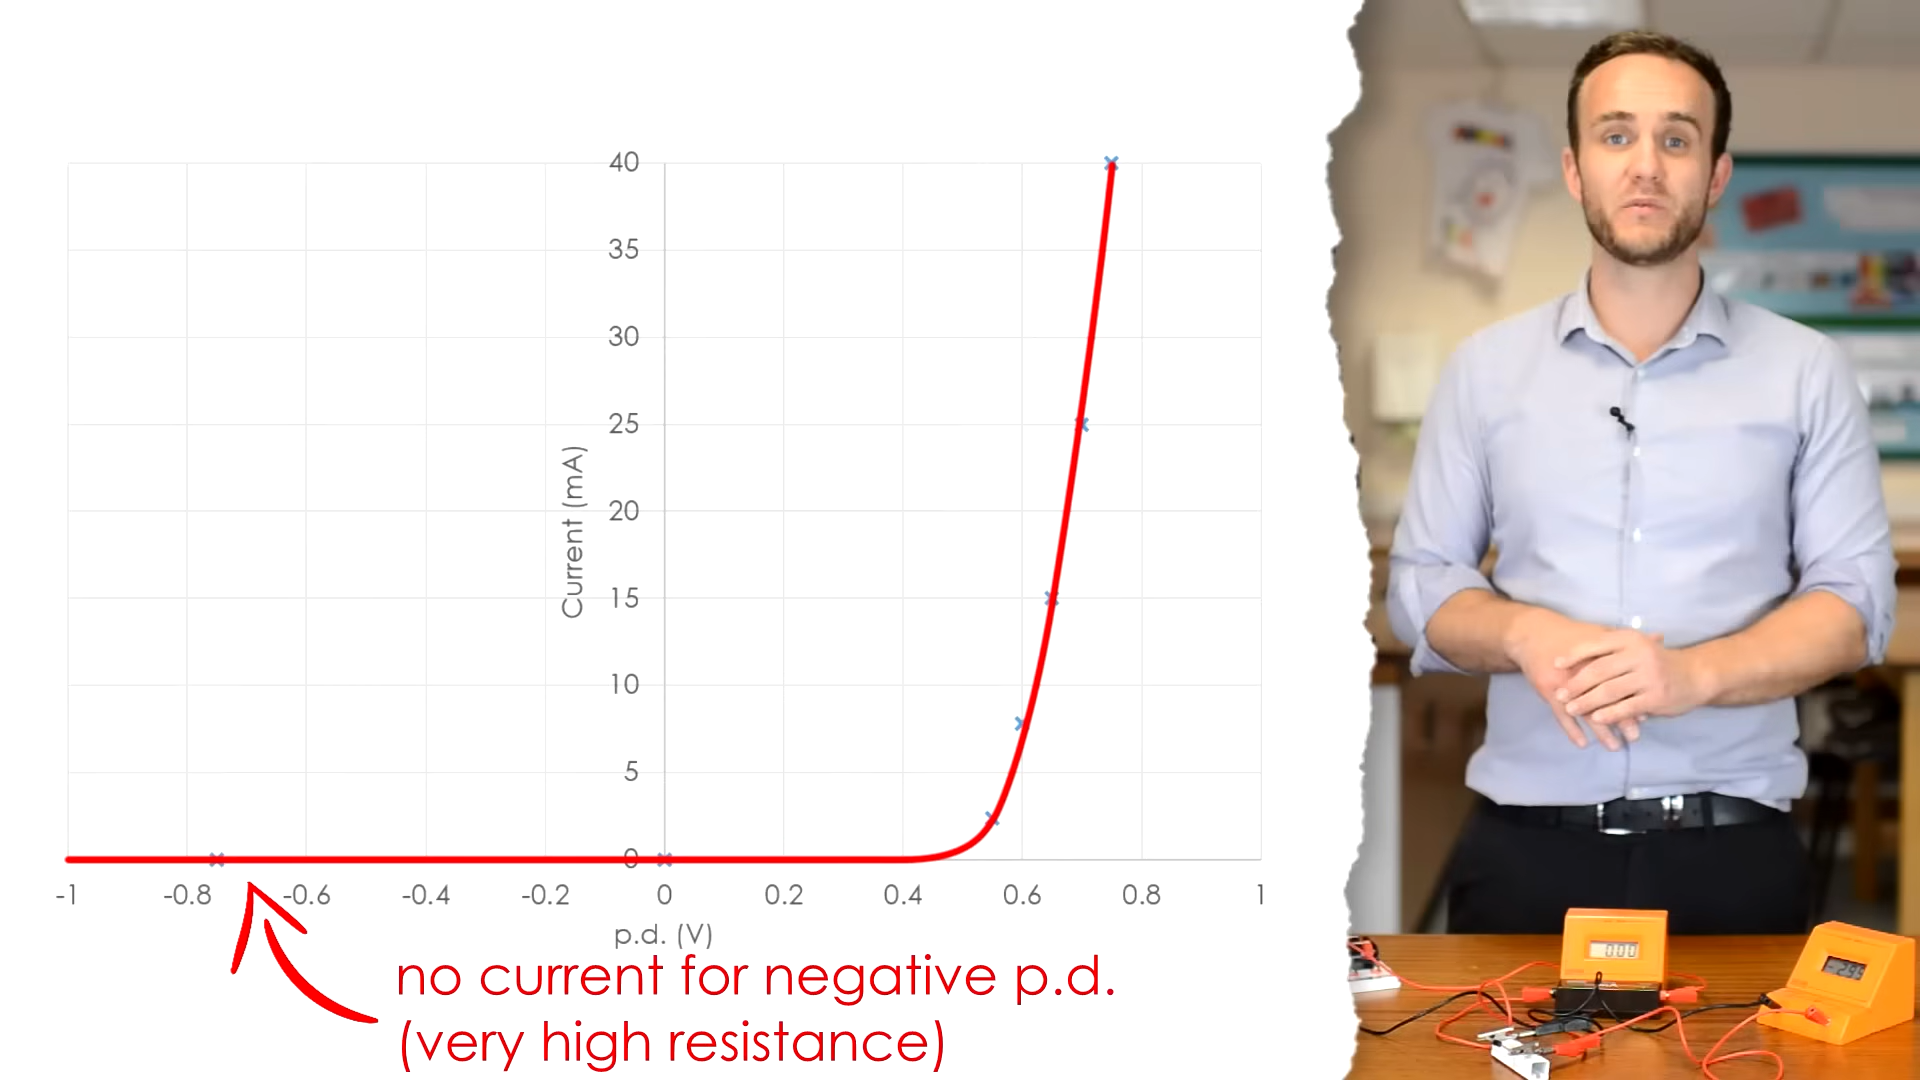 40
35
30
25
20
15
10
5
0
Current (mA)
-1 -0.8 -0.6 -0.4 -0.2 0 0.2 0.4 0.6 0.8 1
p.d. (V)
no current for negative p.d.
(very high resistance)
000